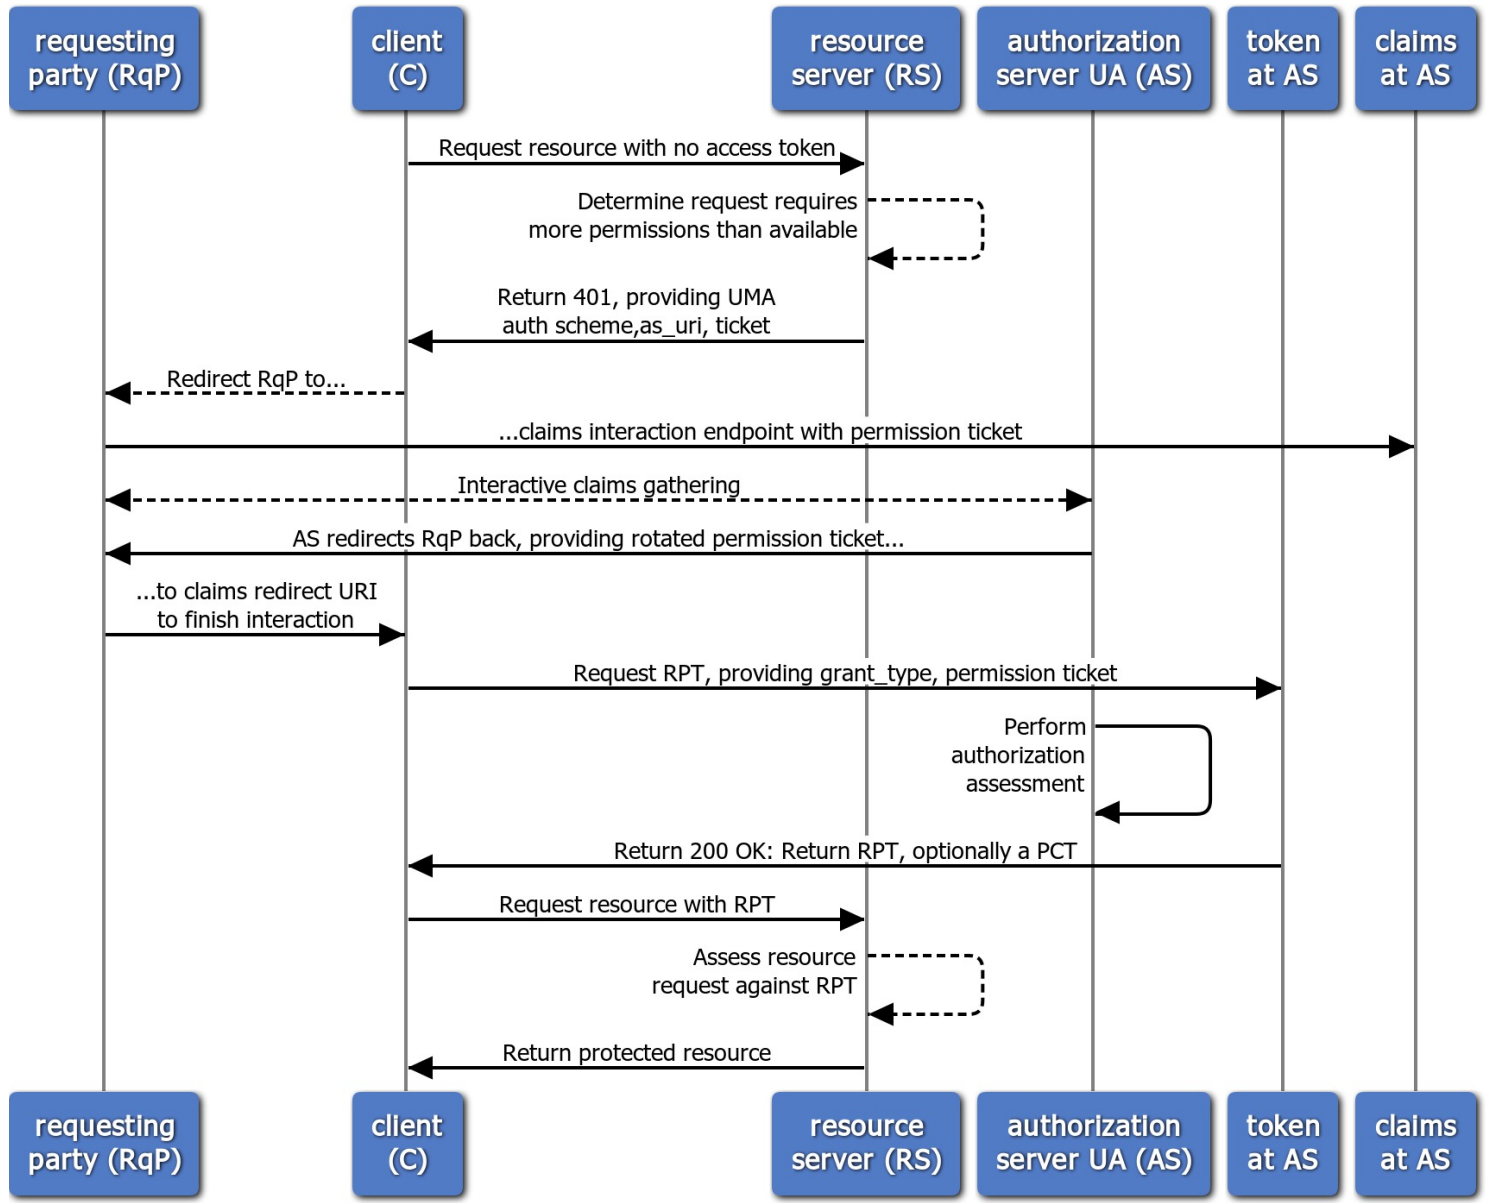 requesting
party (RqP)
client
(C)
resource
server (RS)
authorization
server UA (AS)
token
at AS
claims
at AS
Request resource with no access token
Determine request requires
more permissions than available
Return 401, providing UMA
auth scheme,as_uri, ticket
Redirect RqP to...
...claims interaction endpoint with permission ticket
Interactive claims gathering
AS redirects RqP back, providing rotated permission ticket...
...to claims redirect URI
to finish interaction
Request RPT, providing grant_type, permission ticket
Perform
authorization
assessment
Return 200 OK: Return RPT, optionally a PCT
Request resource with RPT
Assess resource
request against RPT
Return protected resource
requesting
party (RqP)
client
(C)
resource
server (RS)
authorization
server UA (AS)
token
at AS
claims
at AS